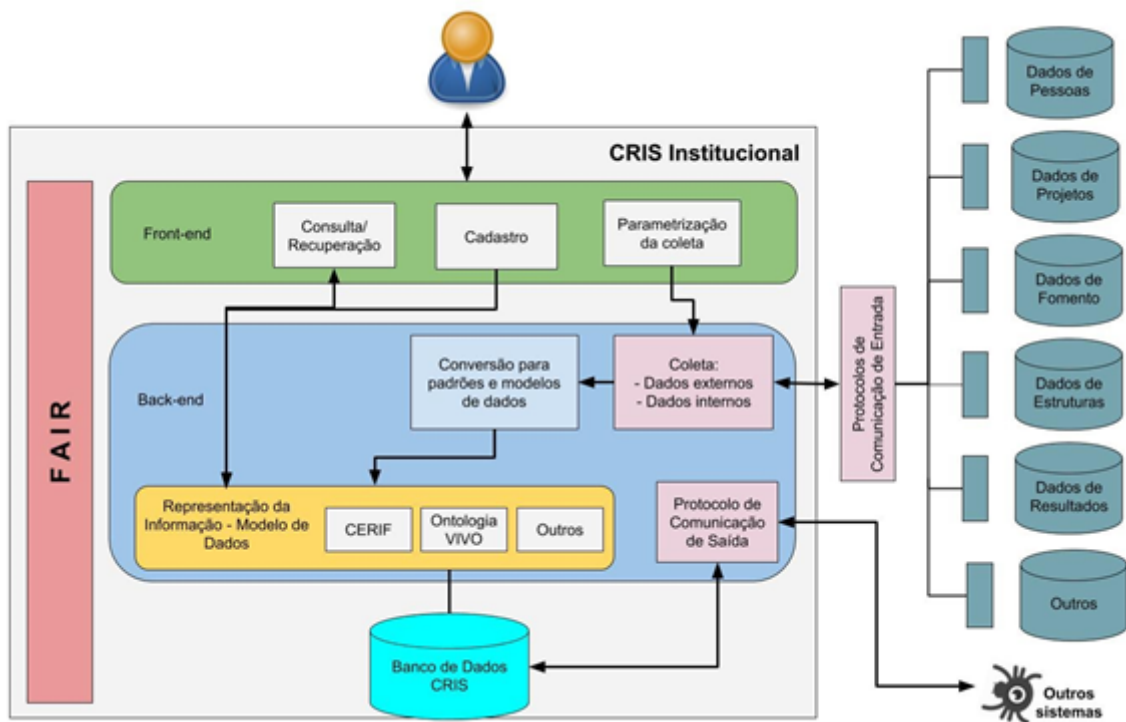 CRIS Institucional
FAIR
Front-end
Consulta/
Recuperação
Cadastro
Parametrização
da coleta
Back-end
Conversão para
padrões e modelos
de dados
Coleta:
- Dados externos
- Dados internos
Representação da
Informação - Modelo de
Dados
CERIF
Ontologia
VIVO
Outros
Protocolo de
Comunicação
de Saída
Banco de Dados
CRIS
Protocolos de
Comunicação de Entrada
Dados de
Pessoas
Dados de
Projetos
Dados de
Fomento
Dados de
Estruturas
Dados de
Resultados
Outros
Outros
sistemas